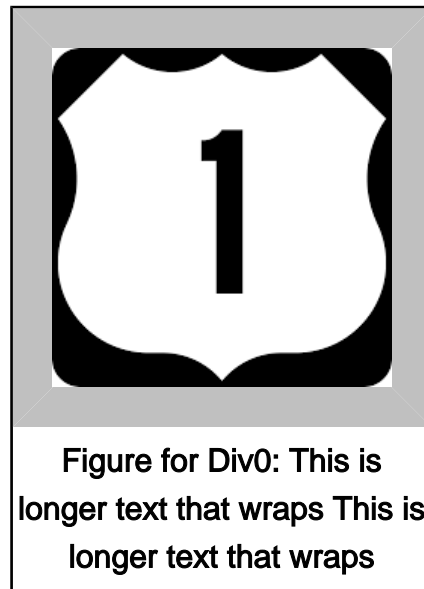 1
Figure for Div0: This is
longer text that wraps This is
longer text that wraps